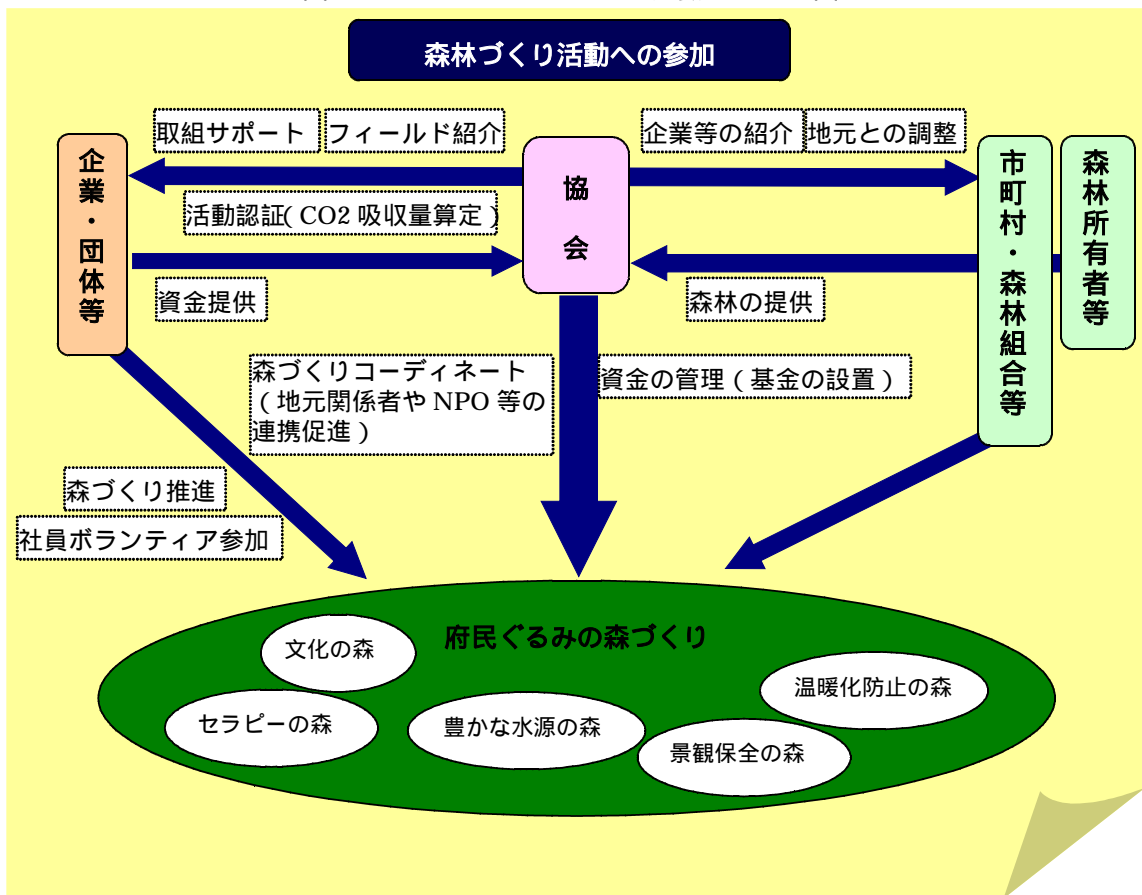 森林づくり活動への参加
取組サポート
フィールド紹介
企業等の紹介
地元との調整
企業・団体等
協会
市町村・森林組合等
森林所有者等
活動認証(CO2吸収量算定)
資金提供
森林の提供
森づくりコーディネート
(地元関係者やNPO等の
連携促進)
資金の管理(基金の設置)
森づくり推進
社員ボランティア参加
府民ぐるみの森づくり
文化の森
温暖化防止の森
セラピーの森
豊かな水源の森
景観保全の森